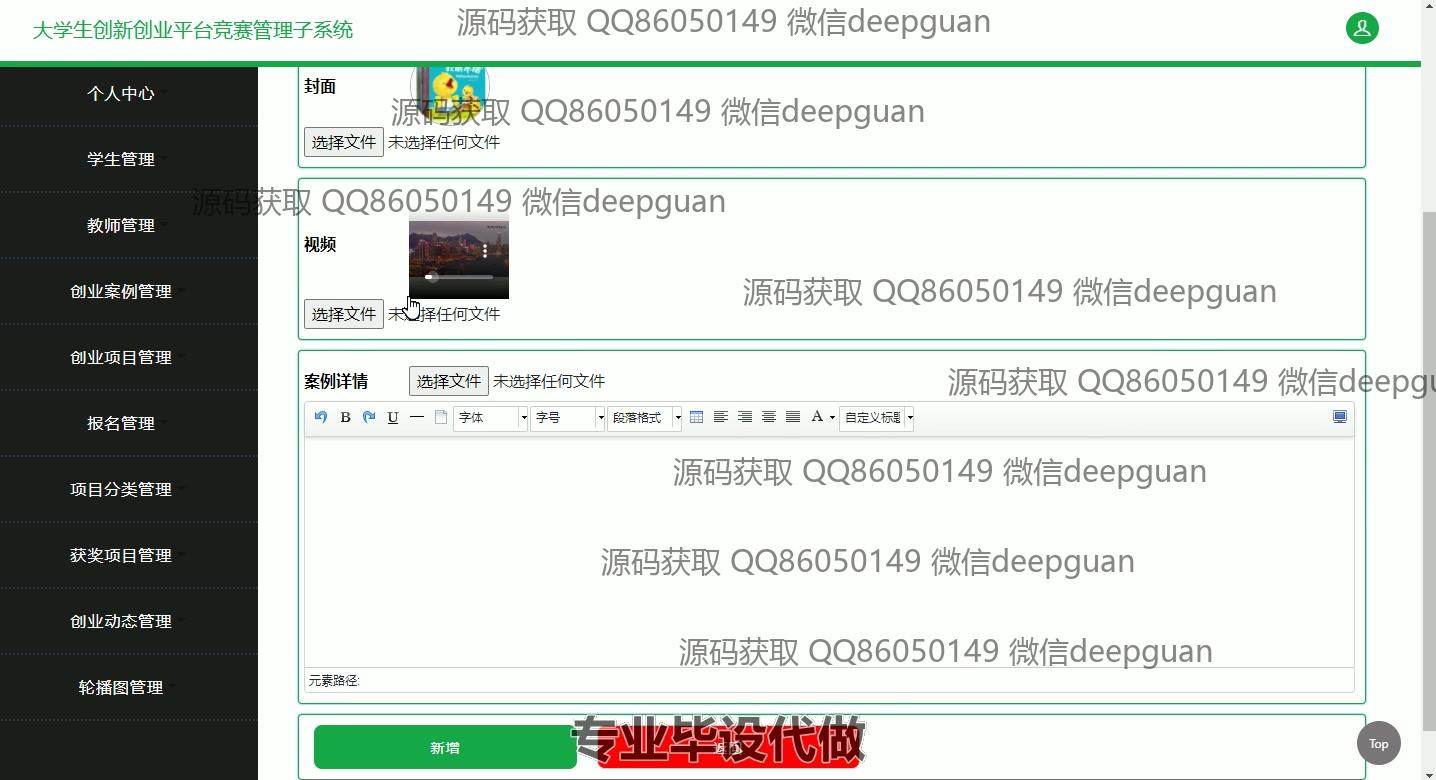 大学生创新创业平台竞赛管理子系统
源码获取 QQ86050149 微信deepguan
个人中心
封面
源码获取 QQ86050149 微信deepguan
选择文件 未选择任何文件
学生管理
源码获取 QQ86050149 微信deepguan
教师管理
视频
创业案例管理
源码获取 QQ86050149 微信deepguan
选择文件 未选择任何文件
创业项目管理
案例详情 选择文件 未选择任何文件
源码获取 QQ86050149 微信deepgu
报名管理
B U 字体 字号 段落格式 A 自定义标题
源码获取 QQ86050149 微信deepguan
项目分类管理
获奖项目管理
源码获取 QQ86050149 微信deepguan
创业动态管理
源码获取 QQ86050149 微信deepguan
元素路径:
轮播图管理
新增
专业毕设代做
Top